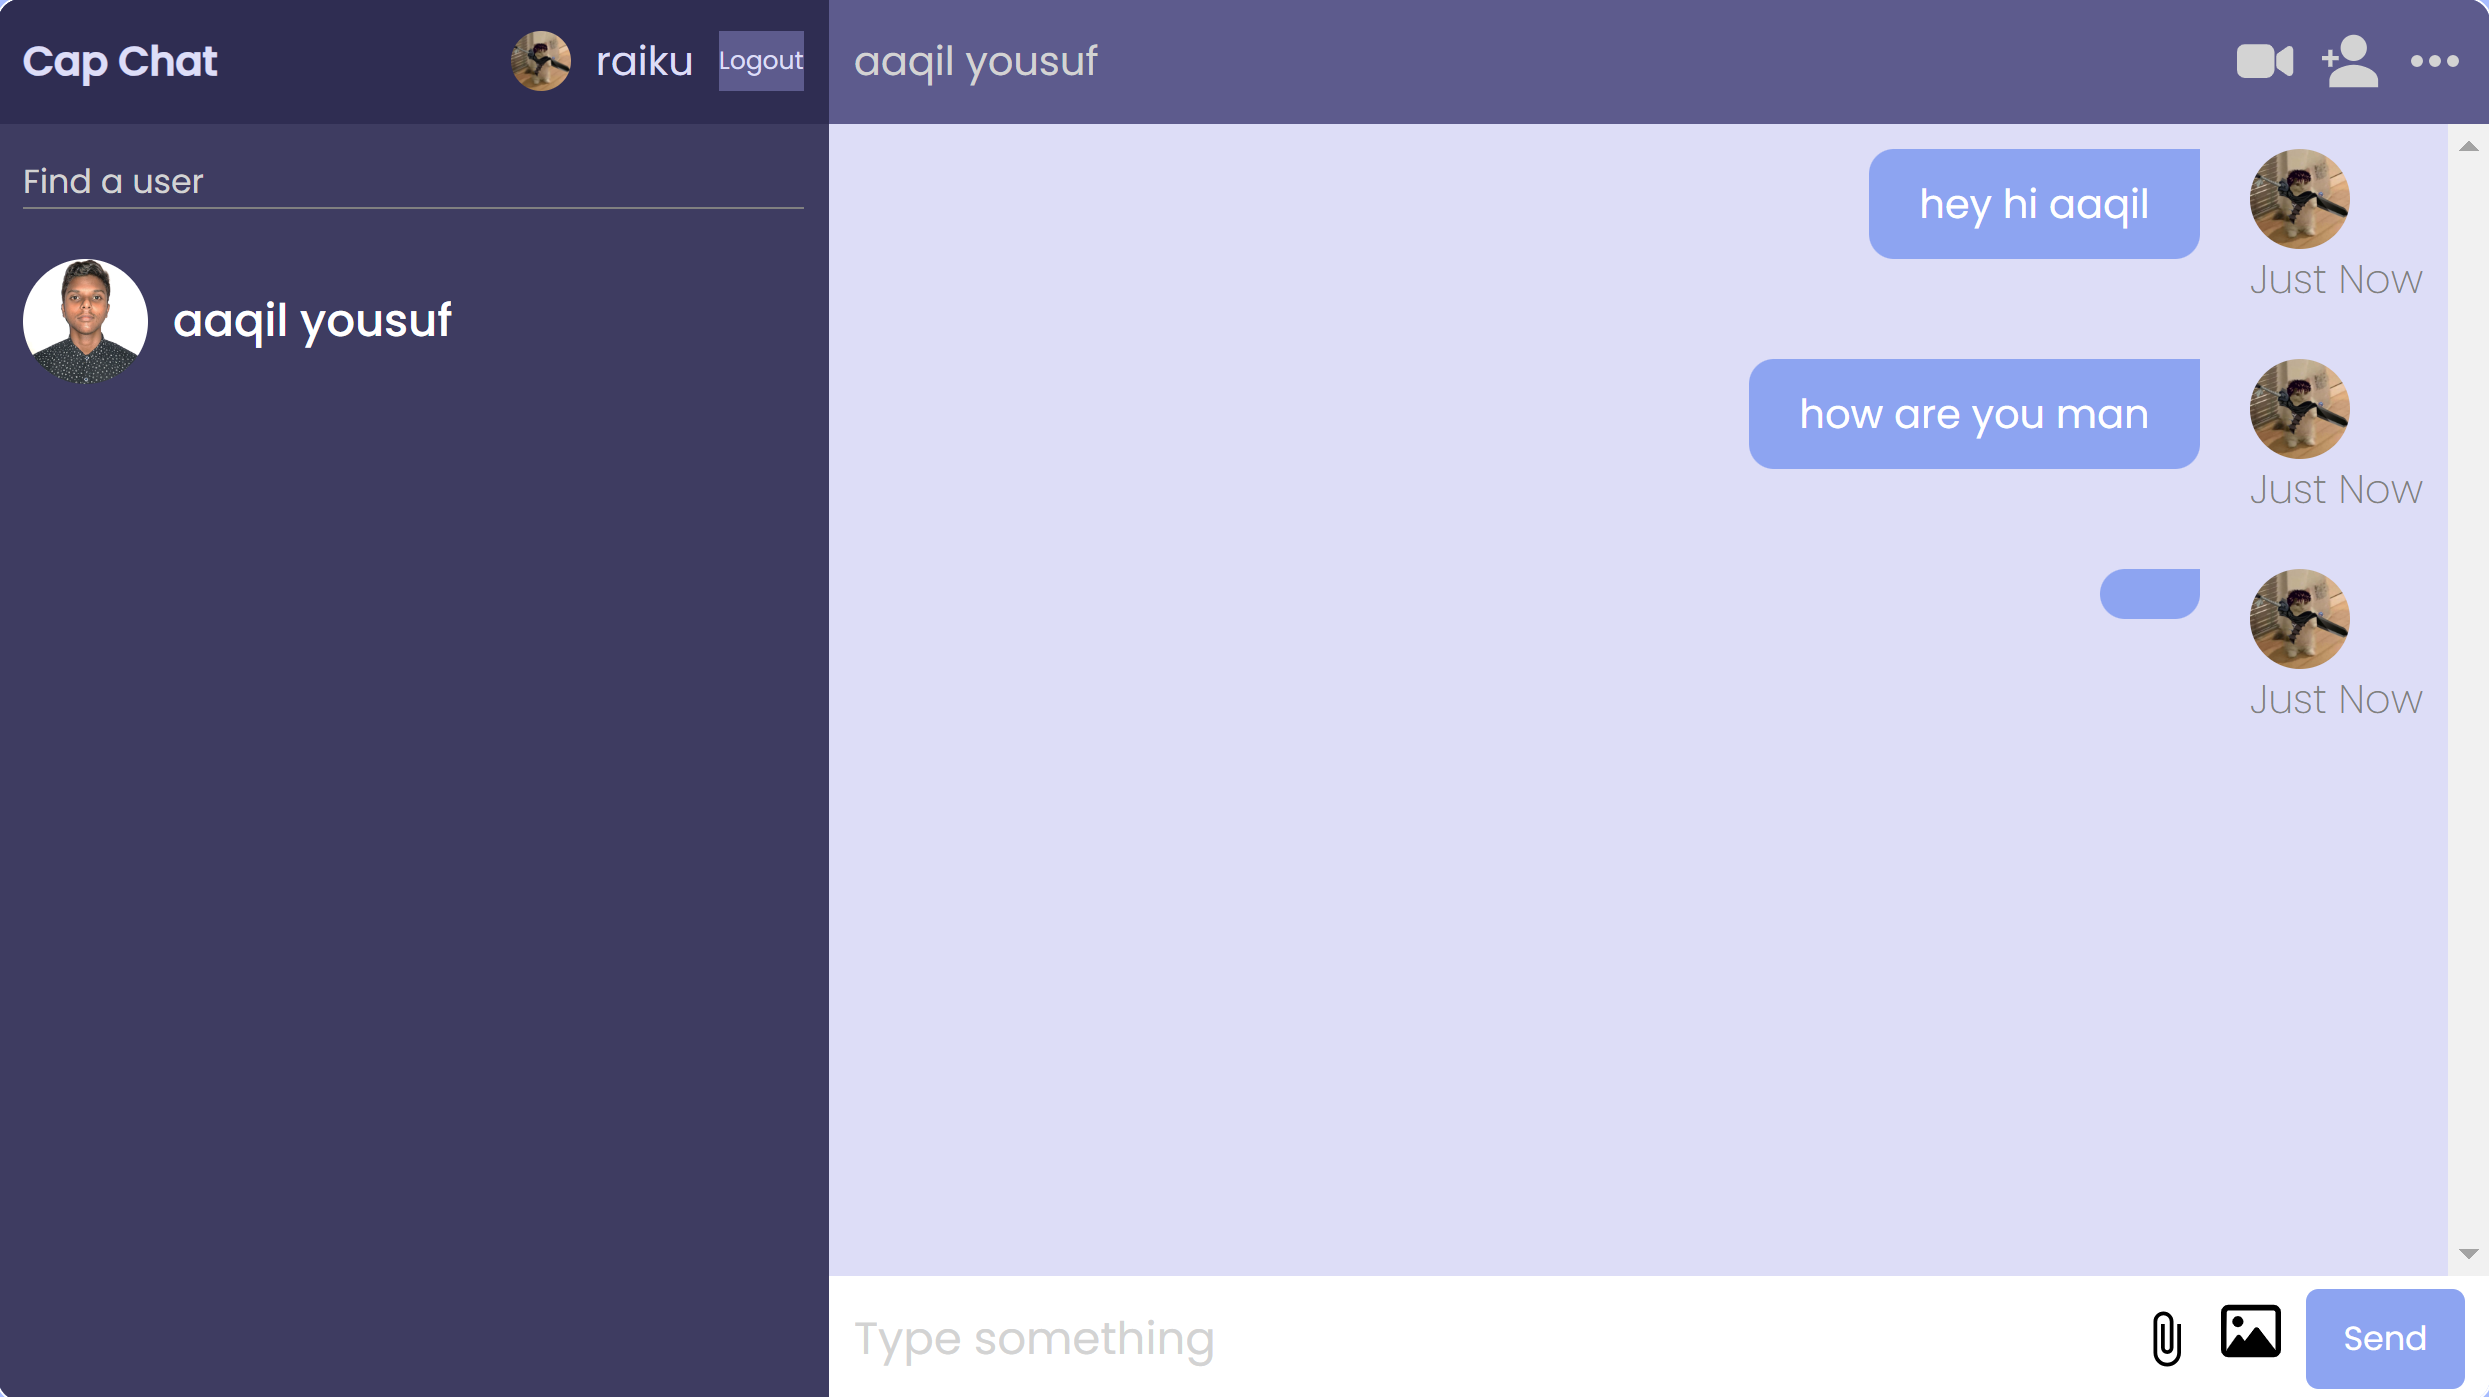 Cap Chat
raiku
Logout
aaqil yousuf
Find a user
aaqil yousuf
hey hi aaqil
Just Now
how are you man
Just Now
Just Now
Type something
Send